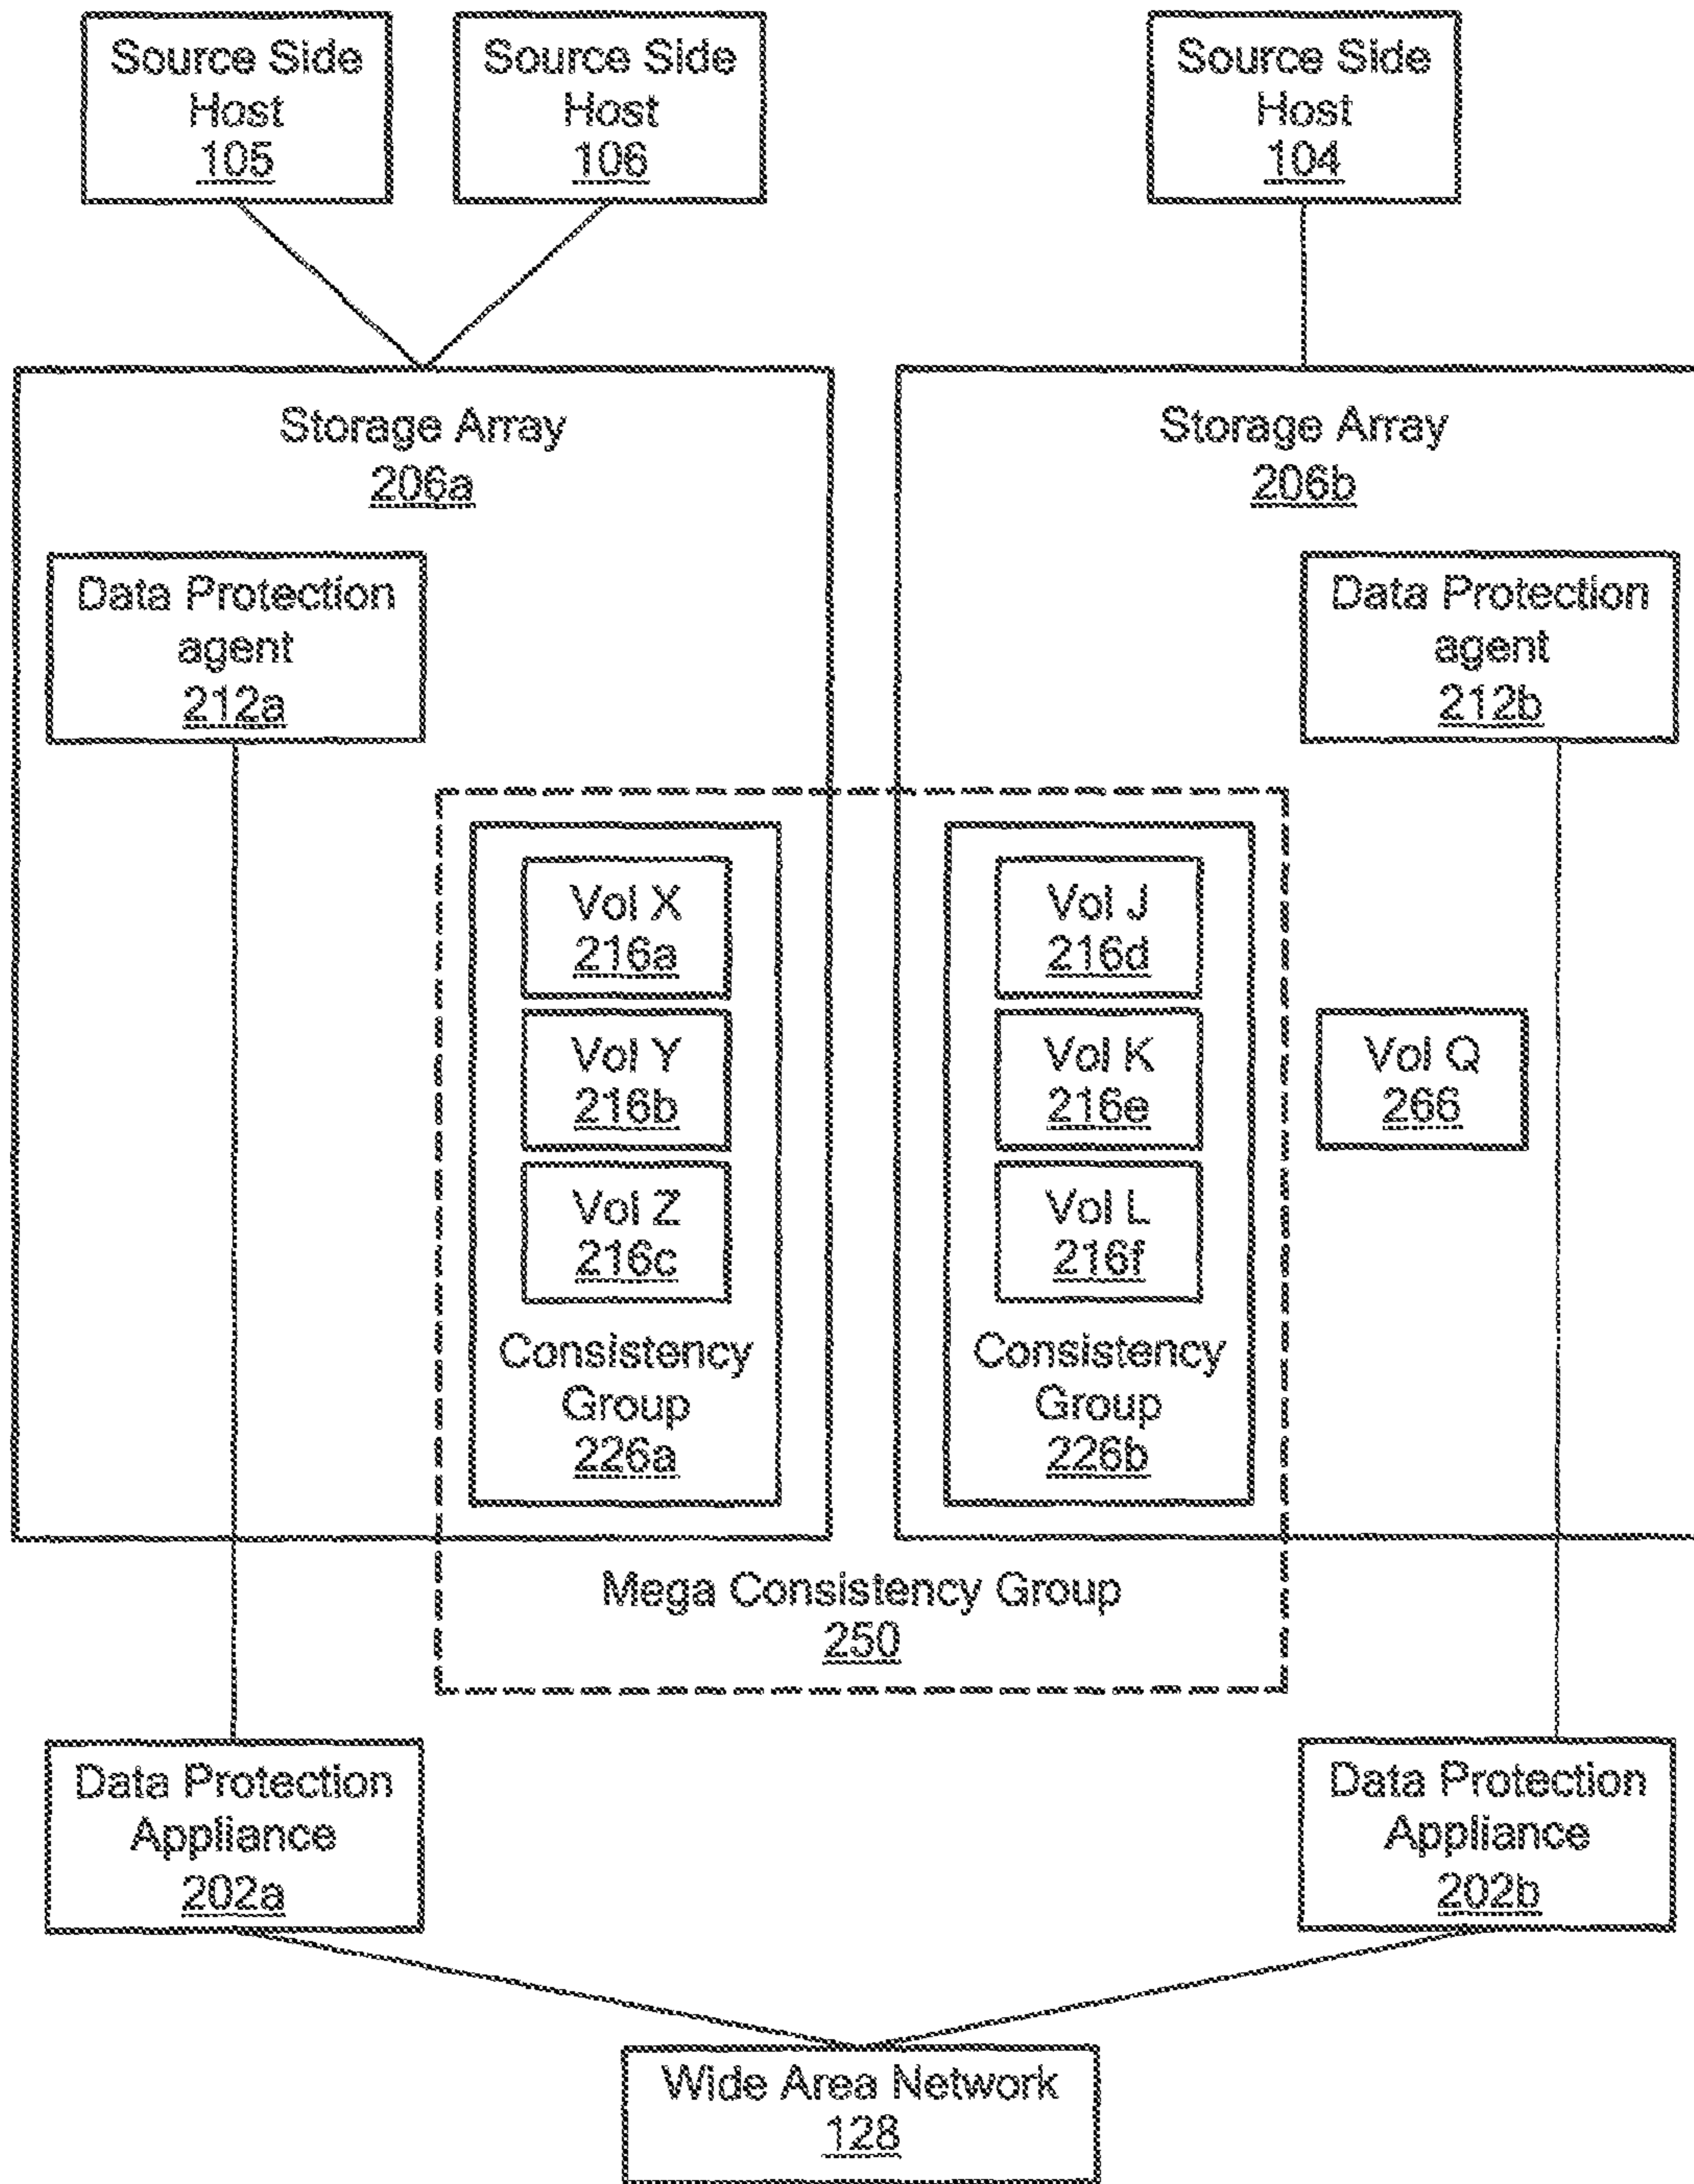 Source Side
Host
105
Source Side
Host
106
Source Side
Host
104
Storage Array
206a
Storage Array
206b
Data Protection
agent
212a
Data Protection
agent
212b
Vol X
216a
Vol Y
216b
Vol Z
216c
Consistency
Group
226a
Vol J
216d
Vol K
216e
Vol L
216f
Consistency
Group
226b
Vol Q
266
Mega Consistency Group
250
Data Protection
Appliance
202a
Data Protection
Appliance
202b
Wide Area Network
128